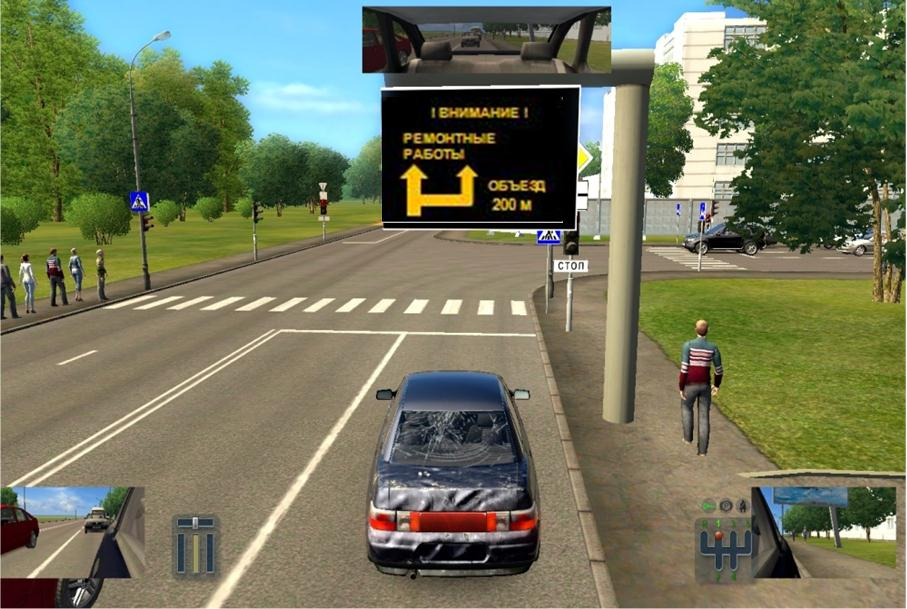 ! ВНИМАНИЕ !
РЕМОНТНЫЕ
РАБОТЫ
ОБЪЕЗД
200 м
СТОП